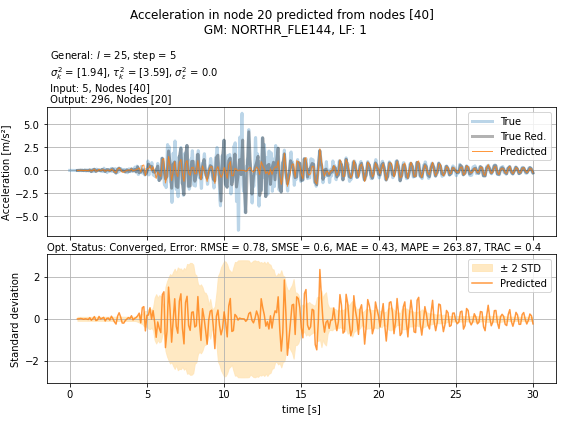 Acceleration in node 20 predicted from nodes [40]
GM: NORTHR_FLE144, LF: 1
General: l = 25, step = 5
σ²ₖ = [1.94], τ²ₖ = [3.59], σ²ε = 0.0
Input: 5, Nodes [40]
Output: 296, Nodes [20]
Acceleration [m/s²]
5.0
2.5
0.0
−2.5
−5.0
True
True Red.
Predicted
Opt. Status: Converged, Error: RMSE = 0.78, SMSE = 0.6, MAE = 0.43, MAPE = 263.87, TRAC = 0.4
Standard deviation
2
0
−2
± 2 STD
Predicted
0 5 10 15 20 25 30
time [s]